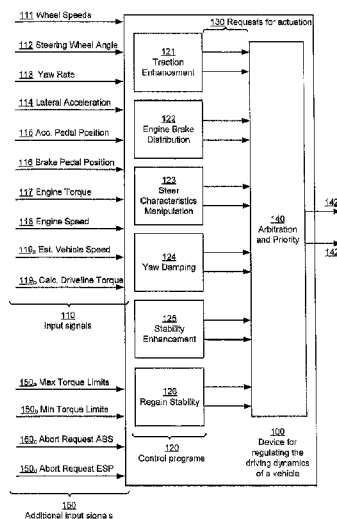 111 Wheel Speeds
112 Steering Wheel Angle
113 Yaw Rate
114 Lateral Acceleration
115 Acc. Pedal Position
116 Brake Pedal Position
117 Engine Torque
118 Engine Speed
119a Est. Vehicle Speed
119b Calc. Driveline Torque
110
Input signals
150a Max Torque Limits
150b Min Torque Limits
150c Abort Request ABS
150d Abort Request ESP
150
Additional input signals
130 Requests for actuation
121
Traction
Enhancement
122
Engine Brake
Distribution
123
Steer
Characteristics
Manipulation
124
Yaw Damping
125
Stability
Enhancement
126
Regain Stability
120
Control programs
140
Arbitration
and Priority
142
142
100
Device for
regulating the
driving dynamics
of a vehicle